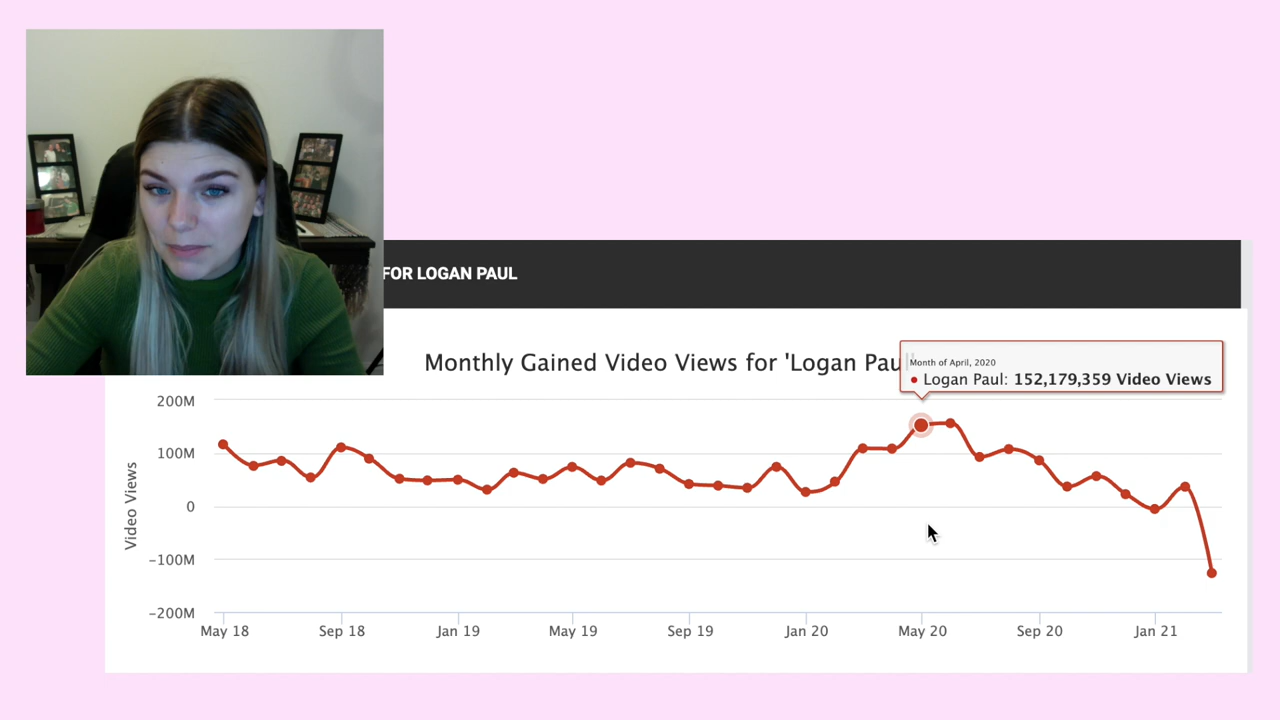 FOR LOGAN PAUL
Monthly Gained Video Views for 'Logan Pau
Month of April, 2020
Logan Paul: 152,179,359 Video Views
Video Views
200M
100M
0
-100M
-200M
May 18 Sep 18 Jan 19 May 19 Sep 19 Jan 20 May 20 Sep 20 Jan 21